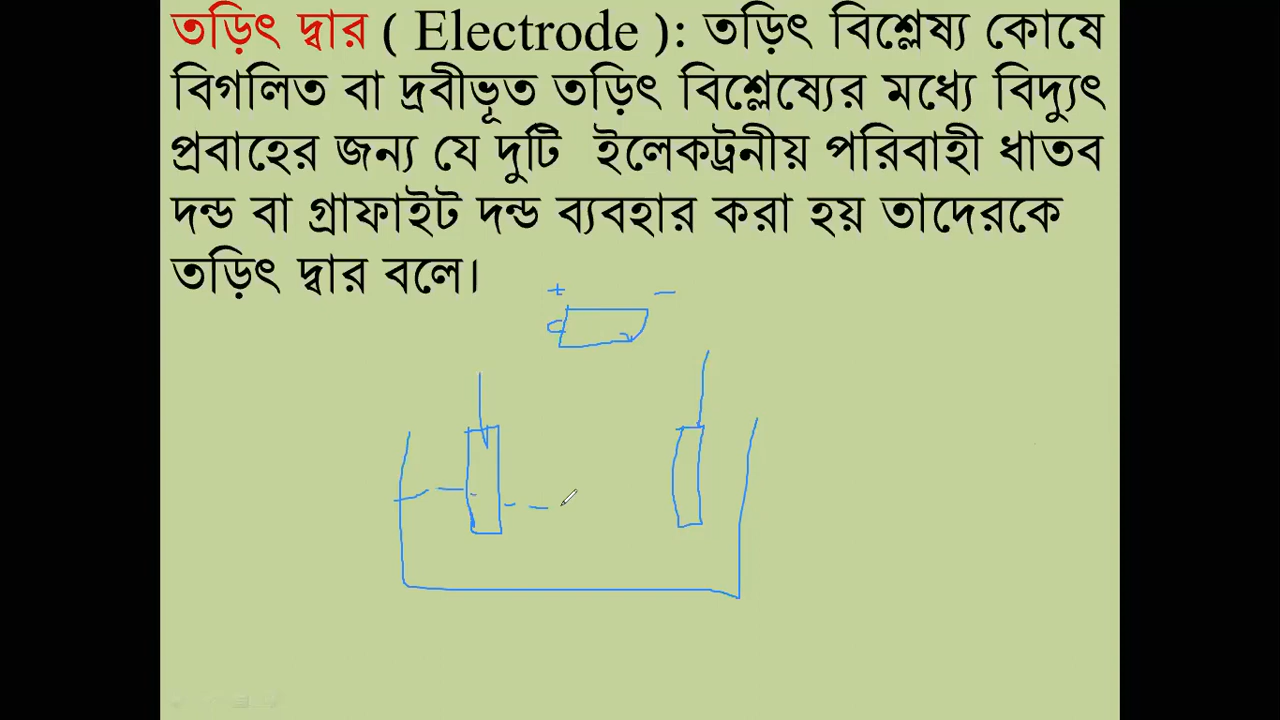 তড়িৎ দ্বার ( Electrode ): তড়িৎ বিশ্লেষ্য কোষে
বিগলিত বা দ্রবীভূত তড়িৎ বিশ্লেষ্যের মধ্যে বিদ্যুৎ
প্রবাহের জন্য যে দুটি ইলেকট্রনীয় পরিবাহী ধাতব
দন্ড বা গ্রাফাইট দন্ড ব্যবহার করা হয় তাদেরকে
তড়িৎ দ্বার বলে।
+ −